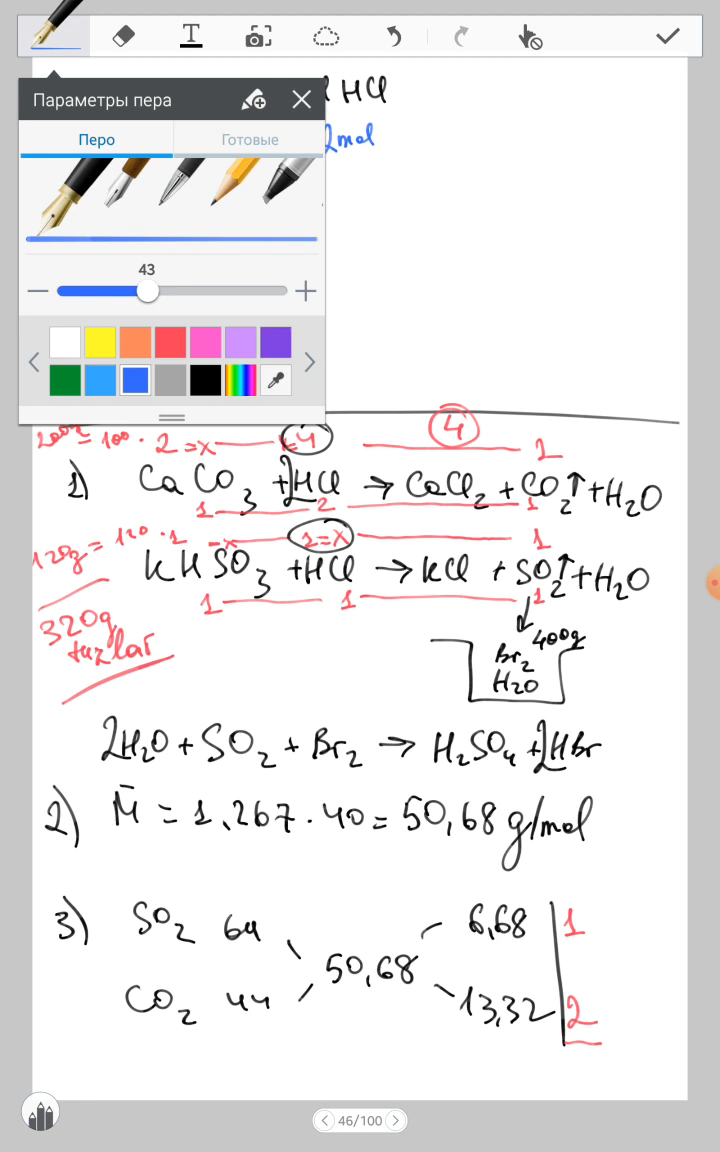 HCl
Параметры пера
2mol
Перо
Готовые
43
200g = 100 · 2 = x 4 4 1
1) CaCO3 + 2HCl → CaCl2 + CO2↑ + H2O
1 2 1
120g = 120 · 1 x 1 = x 1
KHSO3 + HCl → KCl + SO2↑ + H2O
1 1 1
320g
tuzlar
400g
Br2
H2O
2H2O + SO2 + Br2 → H2SO4 + 2HBr
2) M̄ = 1,267 · 40 = 50,68 g/mol
3) SO2 64 6,68 1
50,68
CO2 44 13,32 2
46/100